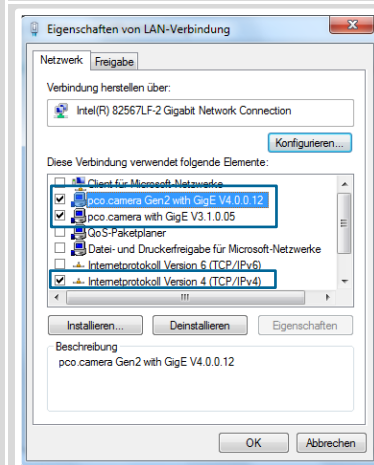 Eigenschaften von LAN-Verbindung
Netzwerk Freigabe
Verbindung herstellen über:
Intel(R) 82567LF-2 Gigabit Network Connection
Konfigurieren...
Diese Verbindung verwendet folgende Elemente:
Client für Microsoft-Netzwerke
pco.camera Gen2 with GigE V4.0.0.12
pco.camera with GigE V3.1.0.05
QoS-Paketplaner
Datei- und Druckerfreigabe für Microsoft-Netzwerke
Internetprotokoll Version 6 (TCP/IPv6)
Internetprotokoll Version 4 (TCP/IPv4)
Installieren... Deinstallieren Eigenschaften
Beschreibung
pco.camera Gen2 with GigE V4.0.0.12
OK Abbrechen